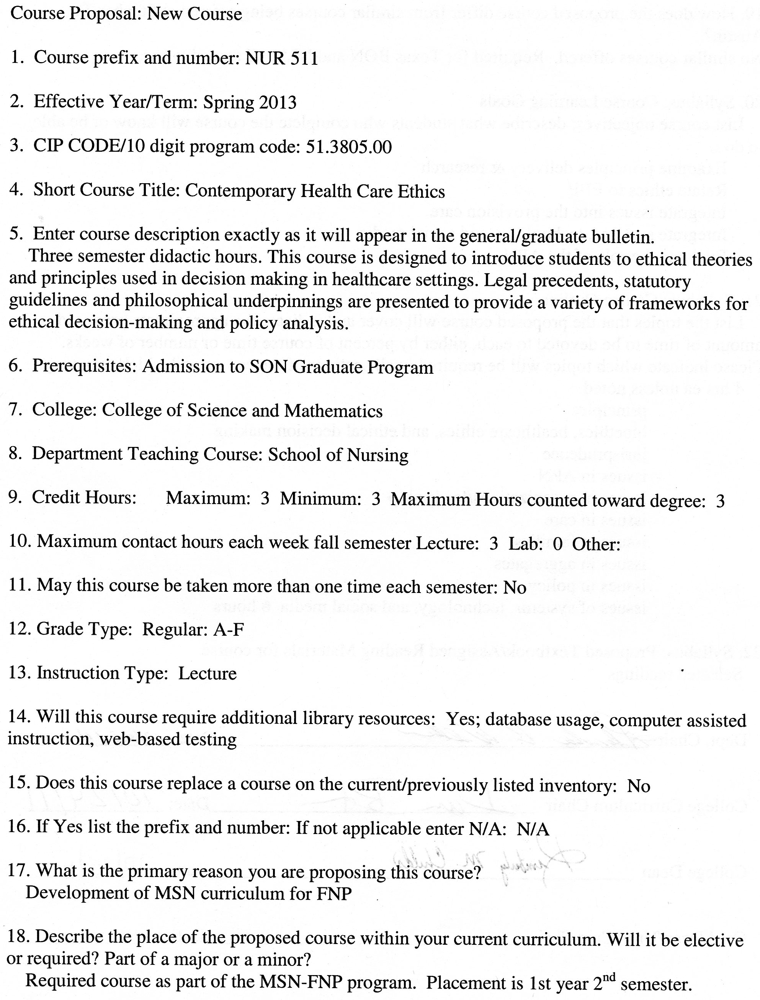 Course Proposal: New Course
1. Course prefix and number: NUR 511
2. Effective Year/Term: Spring 2013
3. CIP CODE/10 digit program code: 51.3805.00
4. Short Course Title: Contemporary Health Care Ethics
5. Enter course description exactly as it will appear in the general/graduate bulletin.
Three semester didactic hours. This course is designed to introduce students to ethical theories
and principles used in decision making in healthcare settings. Legal precedents, statutory
guidelines and philosophical underpinnings are presented to provide a variety of frameworks for
ethical decision-making and policy analysis.
6. Prerequisites: Admission to SON Graduate Program
7. College: College of Science and Mathematics
8. Department Teaching Course: School of Nursing
9. Credit Hours: Maximum: 3 Minimum: 3 Maximum Hours counted toward degree: 3
10. Maximum contact hours each week fall semester Lecture: 3 Lab: 0 Other:
11. May this course be taken more than one time each semester: No
12. Grade Type: Regular: A-F
13. Instruction Type: Lecture
14. Will this course require additional library resources: Yes; database usage, computer assisted
instruction, web-based testing
15. Does this course replace a course on the current/previously listed inventory: No
16. If Yes list the prefix and number: If not applicable enter N/A: N/A
17. What is the primary reason you are proposing this course?
Development of MSN curriculum for FNP
18. Describe the place of the proposed course within your current curriculum. Will it be elective
or required? Part of a major or a minor?
Required course as part of the MSN-FNP program. Placement is 1st year 2nd semester.